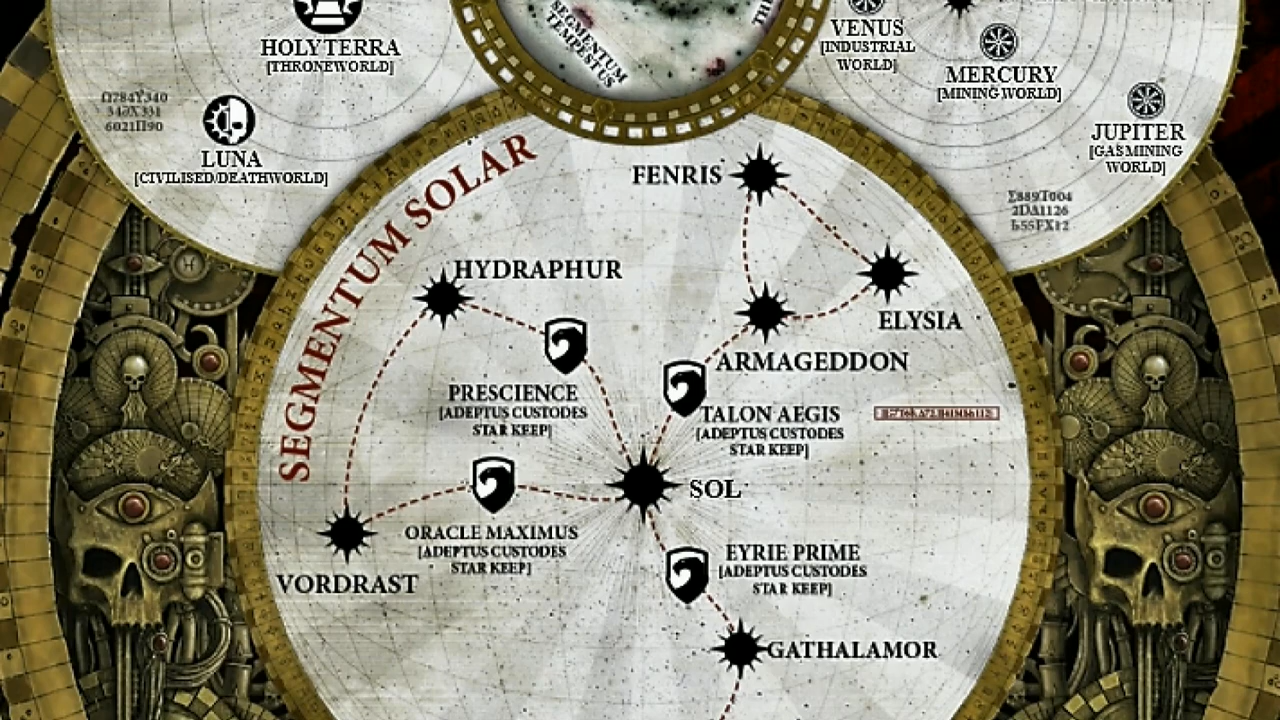 SEGMENTUM
TEMPESTUS
HOLY TERRA
[THRONEWORLD]
VENUS
[INDUSTRIAL
WORLD]
MERCURY
[MINING WORLD]
JUPITER
[GAS MINING
WORLD]
LUNA
[CIVILISED/DEATHWORLD]
SEGMENTUM SOLAR
FENRIS
HYDRAPHUR
ELYSIA
ARMAGEDDON
PRESCIENCE
[ADEPTUS CUSTODES
STAR KEEP]
TALON AEGIS
[ADEPTUS CUSTODES
STAR KEEP]
SOL
ORACLE MAXIMUS
[ADEPTUS CUSTODES
STAR KEEP]
EYRIE PRIME
[ADEPTUS CUSTODES
STAR KEEP]
VORDRAST
GATHALAMOR